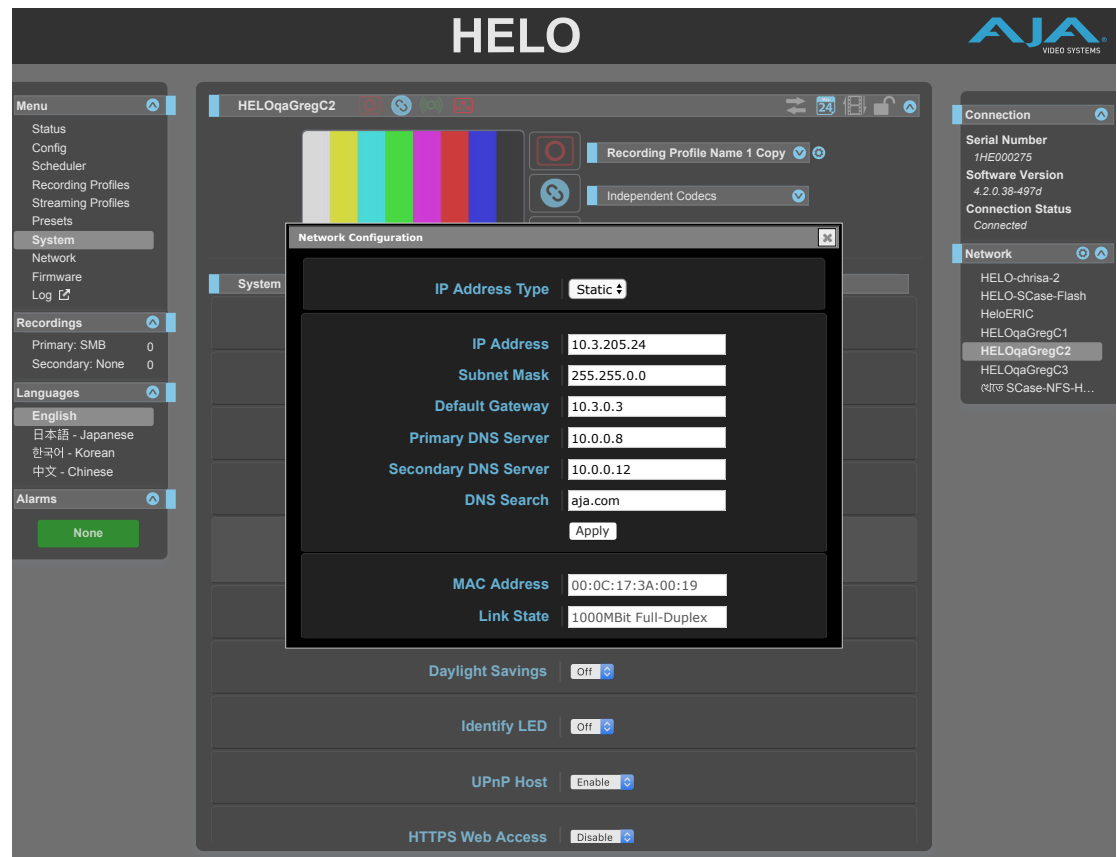 HELO
AJA
VIDEO SYSTEMS
Menu
Status
Config
Scheduler
Recording Profiles
Streaming Profiles
Presets
System
Network
Firmware
Log
Recordings
Primary: SMB 0
Secondary: None 0
Languages
English
日本語 - Japanese
한국어 - Korean
中文 - Chinese
Alarms
None
HELOqaGregC2
24
Recording Profile Name 1 Copy
Independent Codecs
System
Network Configuration
IP Address Type Static
IP Address 10.3.205.24
Subnet Mask 255.255.0.0
Default Gateway 10.3.0.3
Primary DNS Server 10.0.0.8
Secondary DNS Server 10.0.0.12
DNS Search aja.com
Apply
MAC Address 00:0C:17:3A:00:19
Link State 1000MBit Full-Duplex
Daylight Savings Off
Identify LED Off
UPnP Host Enable
HTTPS Web Access Disable
Connection
Serial Number
1HE000275
Software Version
4.2.0.38-497d
Connection Status
Connected
Network
HELO-chrisa-2
HELO-SCase-Flash
HeloERIC
HELOqaGregC1
HELOqaGregC2
HELOqaGregC3
SCase-NFS-H...